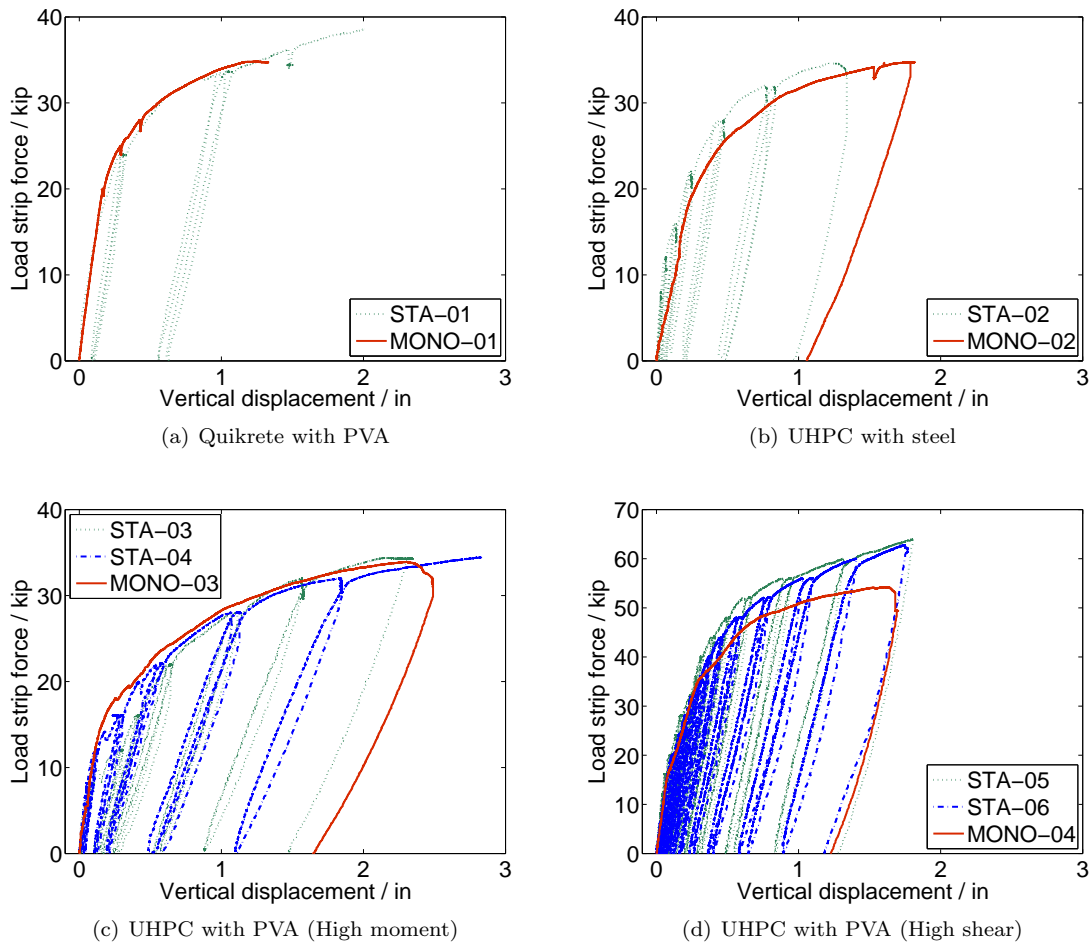 40
30
20
10
0
Load strip force / kip
0 1 2 3
Vertical displacement / in
STA−01
MONO−01
(a) Quikrete with PVA
40
30
20
10
0
Load strip force / kip
0 1 2 3
Vertical displacement / in
STA−02
MONO−02
(b) UHPC with steel
40
30
20
10
0
Load strip force / kip
0 1 2 3
Vertical displacement / in
STA−03
STA−04
MONO−03
(c) UHPC with PVA (High moment)
70
60
50
40
30
20
10
0
Load strip force / kip
0 1 2 3
Vertical displacement / in
STA−05
STA−06
MONO−04
(d) UHPC with PVA (High shear)